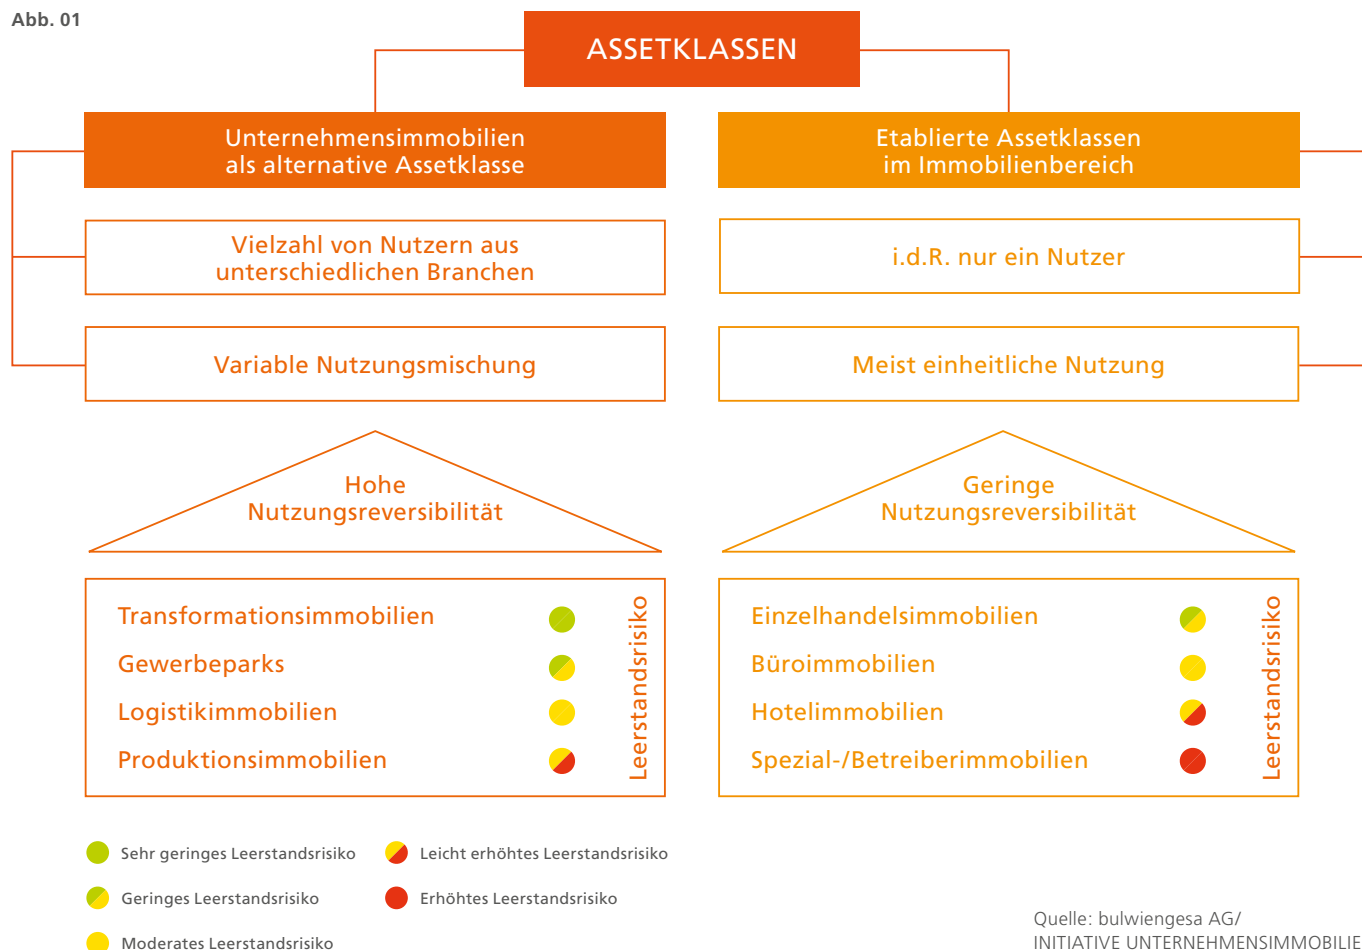 Abb. 01
ASSETKLASSEN
Unternehmensimmobilien
als alternative Assetklasse
Vielzahl von Nutzern aus
unterschiedlichen Branchen
Variable Nutzungsmischung
Hohe
Nutzungsreversibilität
Transformationsimmobilien
Gewerbeparks
Logistikimmobilien
Produktionsimmobilien
Leerstandsrisiko
Etablierte Assetklassen
im Immobilienbereich
i.d.R. nur ein Nutzer
Meist einheitliche Nutzung
Geringe
Nutzungsreversibilität
Einzelhandelsimmobilien
Büroimmobilien
Hotelimmobilien
Spezial-/Betreiberimmobilien
Leerstandsrisiko
Sehr geringes Leerstandsrisiko
Geringes Leerstandsrisiko
Moderates Leerstandsrisiko
Leicht erhöhtes Leerstandsrisiko
Erhöhtes Leerstandsrisiko
Quelle: bulwiengesa AG/
INITIATIVE UNTERNEHMENSIMMOBILIE